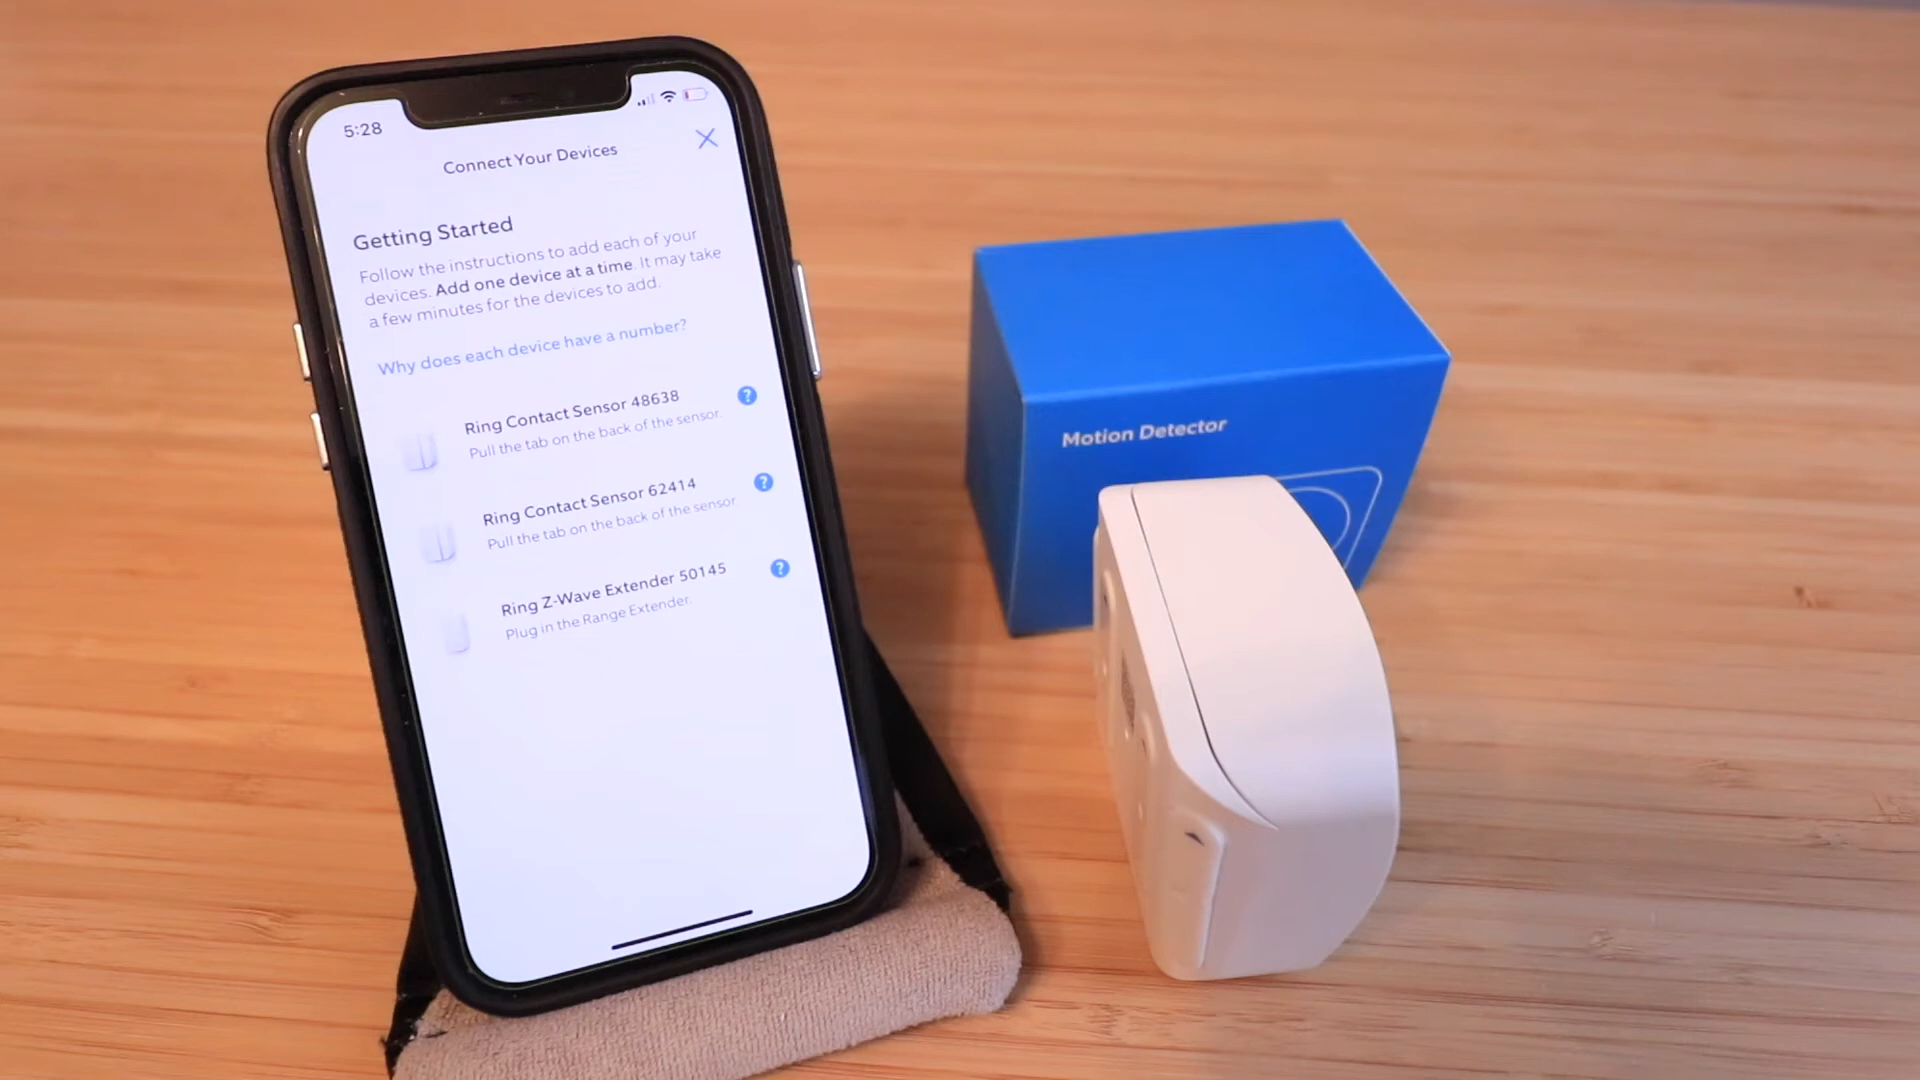 5:28
Connect Your Devices
Getting Started
Follow the instructions to add each of your
devices. Add one device at a time. It may take
a few minutes for the devices to add.
Why does each device have a number?
Ring Contact Sensor 48638
Pull the tab on the back of the sensor.
?
Ring Contact Sensor 62414
Pull the tab on the back of the sensor
?
Ring Z-Wave Extender 50145
Plug in the Range Extender.
?
Motion Detector